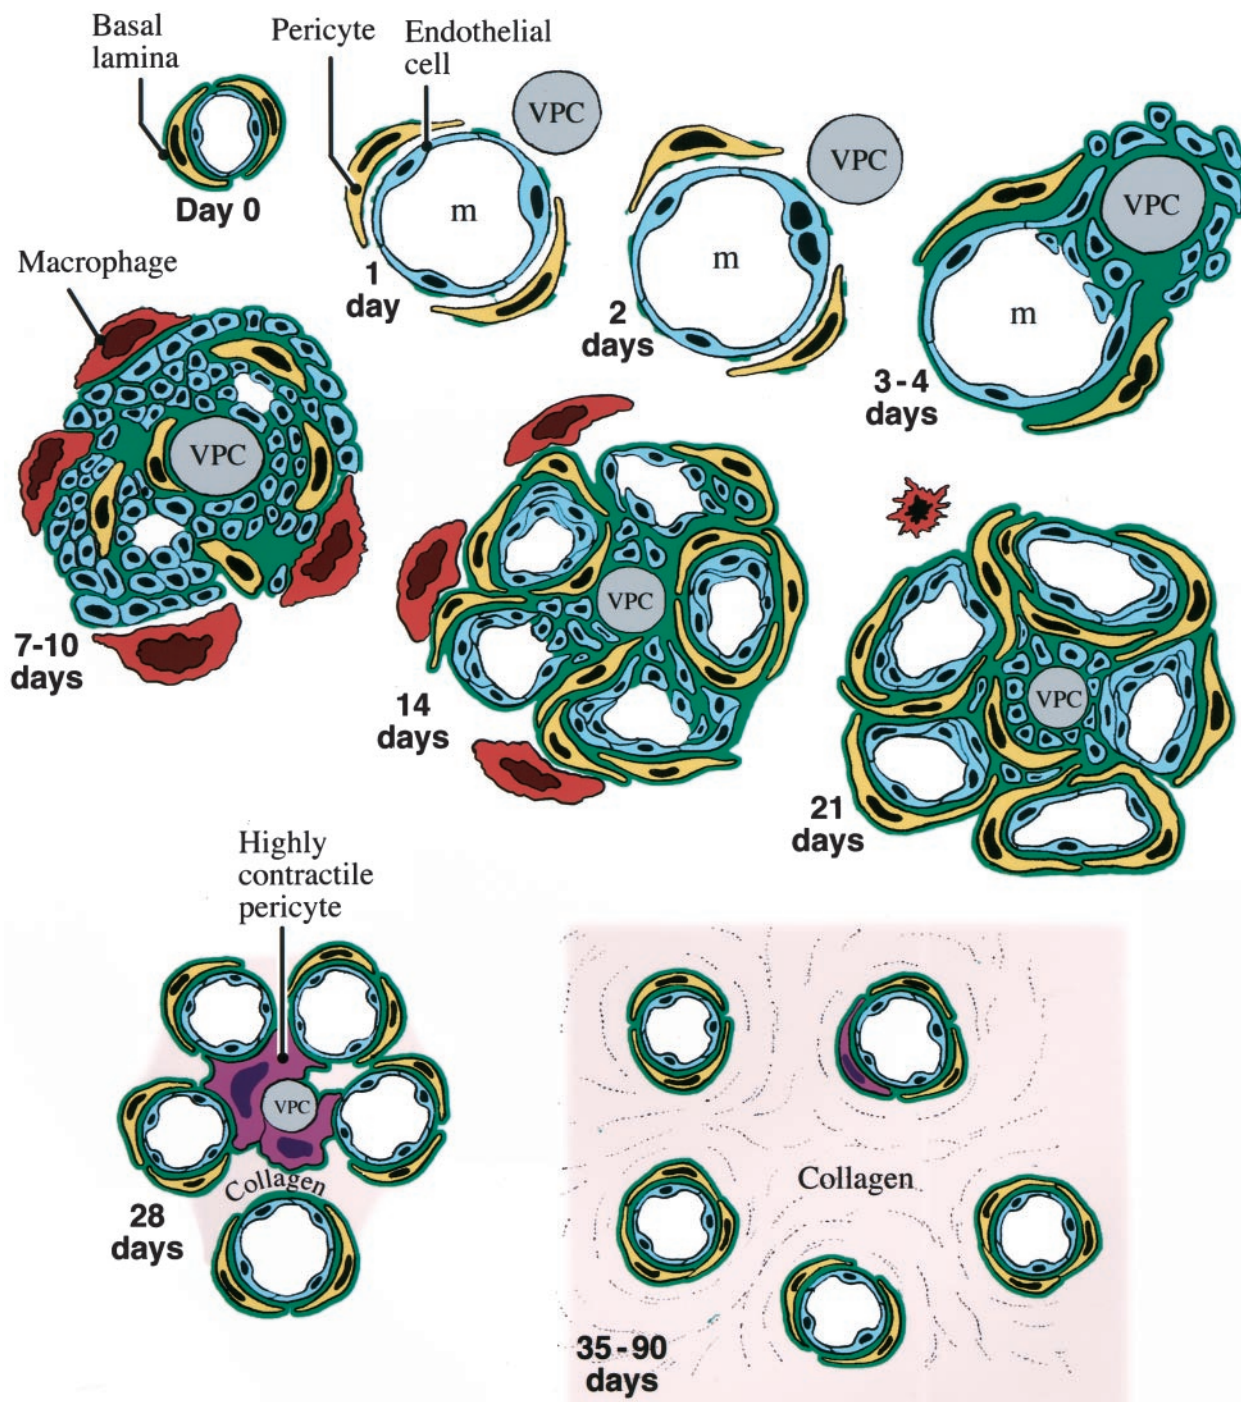 Basal
lamina
Pericyte
Endothelial
cell
VPC
Day 0
m
1
day
VPC
m
2
days
VPC
m
3-4
days
Macrophage
VPC
7-10
days
VPC
14
days
VPC
21
days
Highly
contractile
pericyte
VPC
Collagen
28
days
Collagen
35-90
days